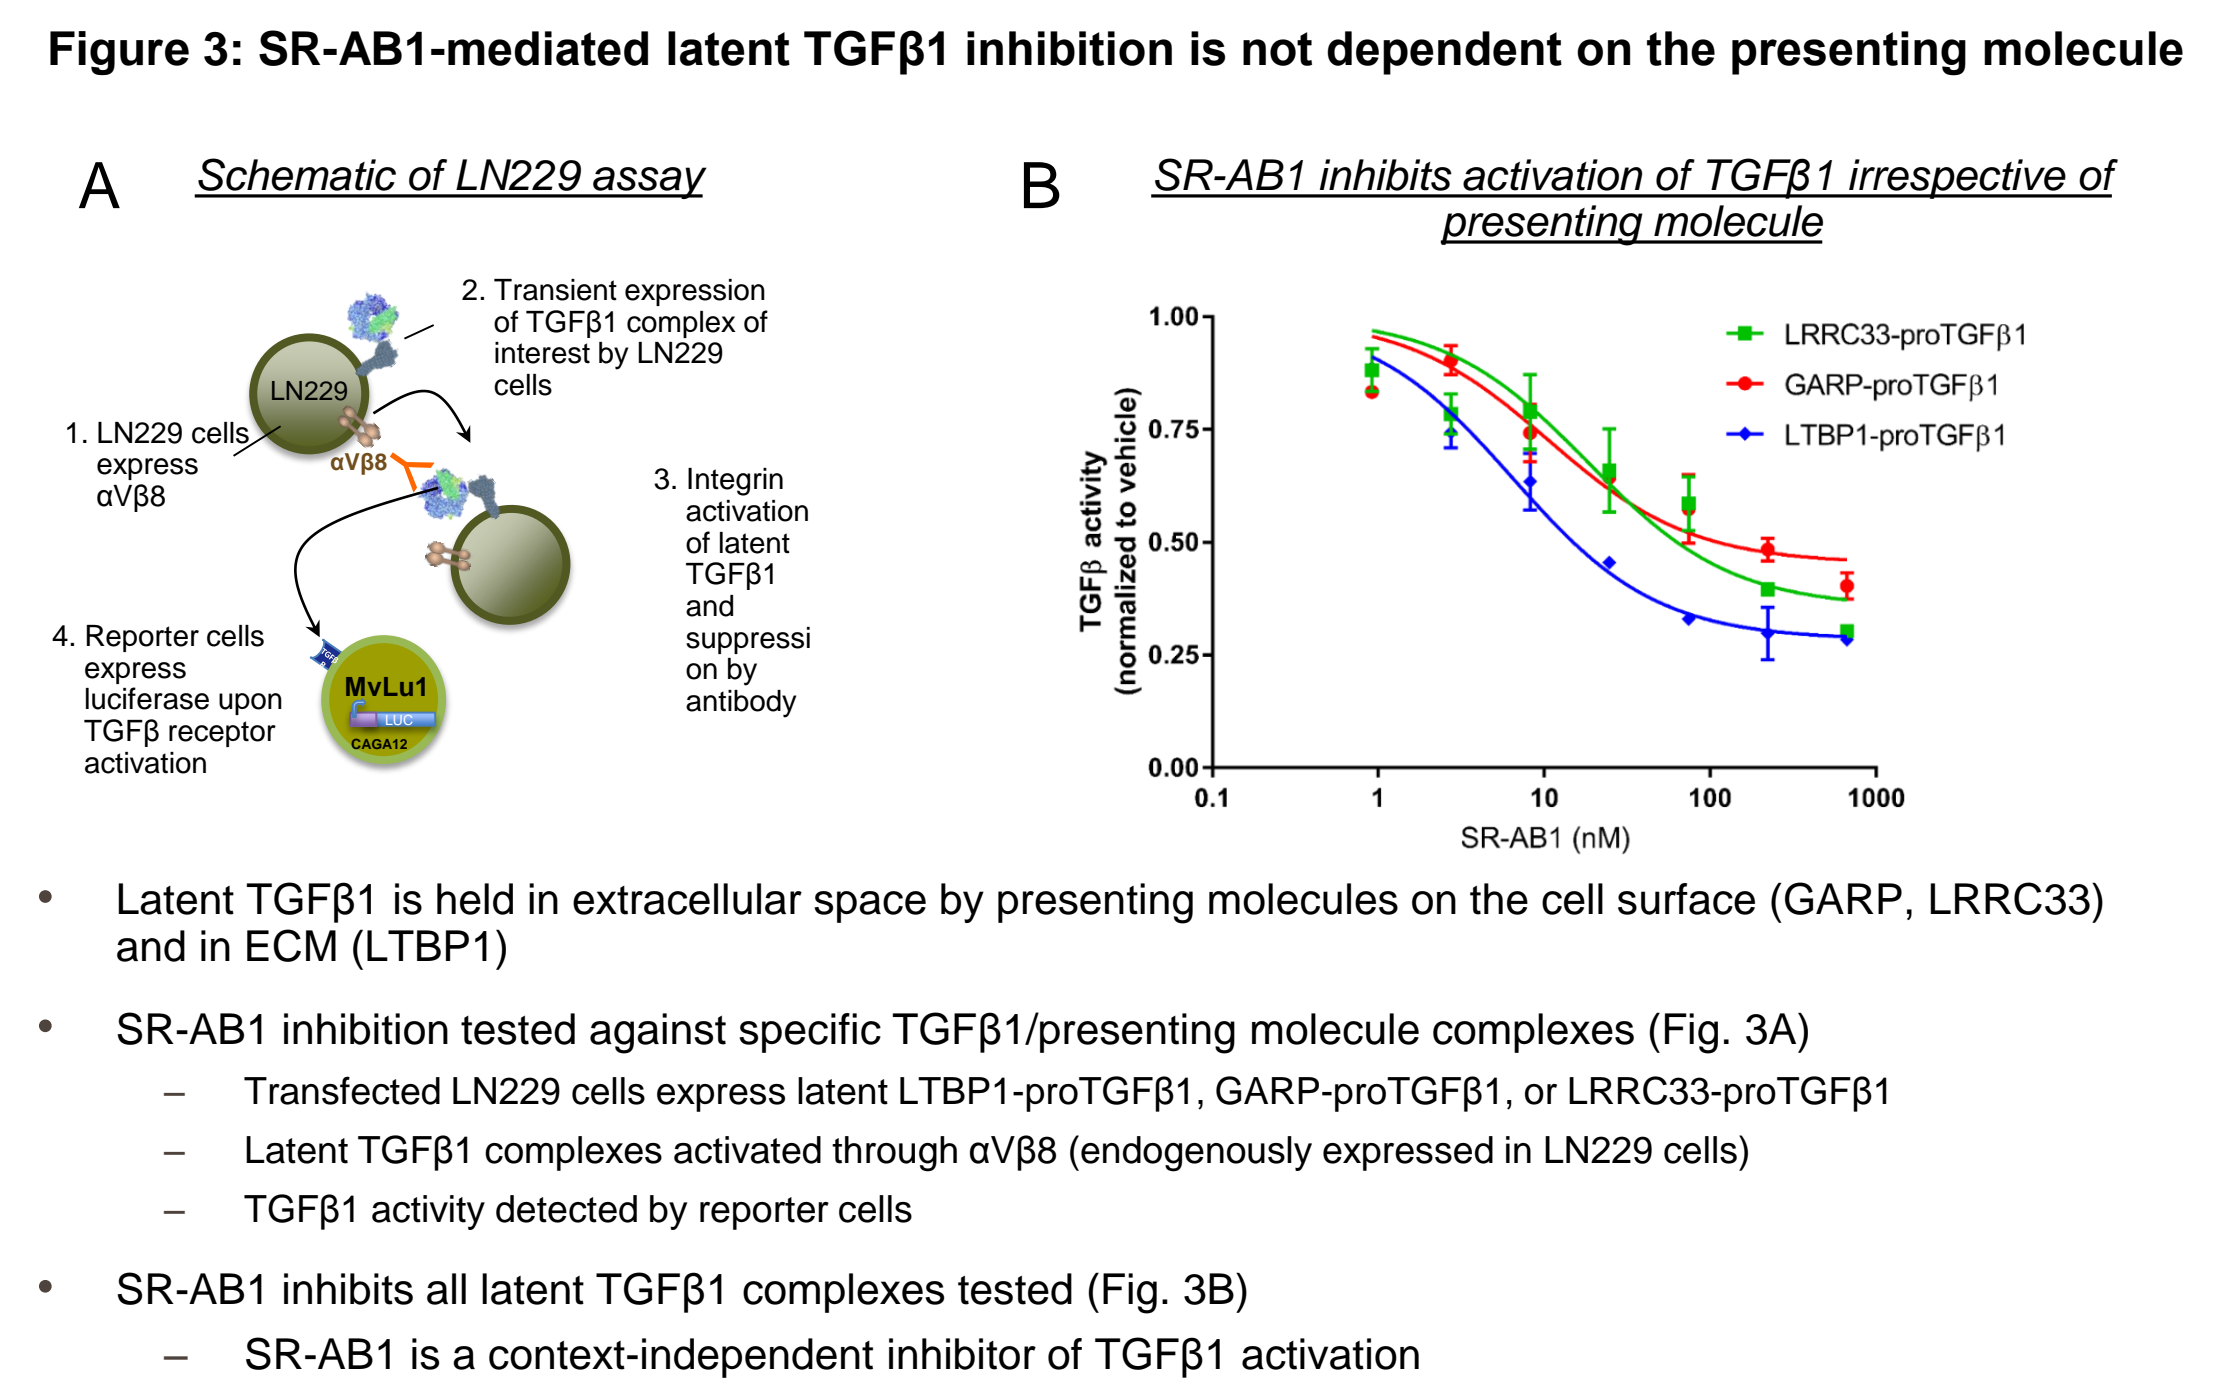 Figure 3: SR-AB1-mediated latent TGFβ1 inhibition is not dependent on the presenting molecule
A
Schematic of LN229 assay
2. Transient expression
of TGFβ1 complex of
interest by LN229
cells
LN229
1. LN229 cells
express
αVβ8
αVβ8
3. Integrin
activation
of latent
TGFβ1
and
suppressi
on by
antibody
4. Reporter cells
express
luciferase upon
TGFβ receptor
activation
MvLu1
LUC
CAGA12
B
SR-AB1 inhibits activation of TGFβ1 irrespective of
presenting molecule
TGFβ activity
(normalized to vehicle)
1.00
0.75
0.50
0.25
0.00
0.1
1
10
100
1000
SR-AB1 (nM)
LRRC33-proTGFβ1
GARP-proTGFβ1
LTBP1-proTGFβ1
• Latent TGFβ1 is held in extracellular space by presenting molecules on the cell surface (GARP, LRRC33)
and in ECM (LTBP1)
• SR-AB1 inhibition tested against specific TGFβ1/presenting molecule complexes (Fig. 3A)
– Transfected LN229 cells express latent LTBP1-proTGFβ1, GARP-proTGFβ1, or LRRC33-proTGFβ1
– Latent TGFβ1 complexes activated through αVβ8 (endogenously expressed in LN229 cells)
– TGFβ1 activity detected by reporter cells
• SR-AB1 inhibits all latent TGFβ1 complexes tested (Fig. 3B)
– SR-AB1 is a context-independent inhibitor of TGFβ1 activation